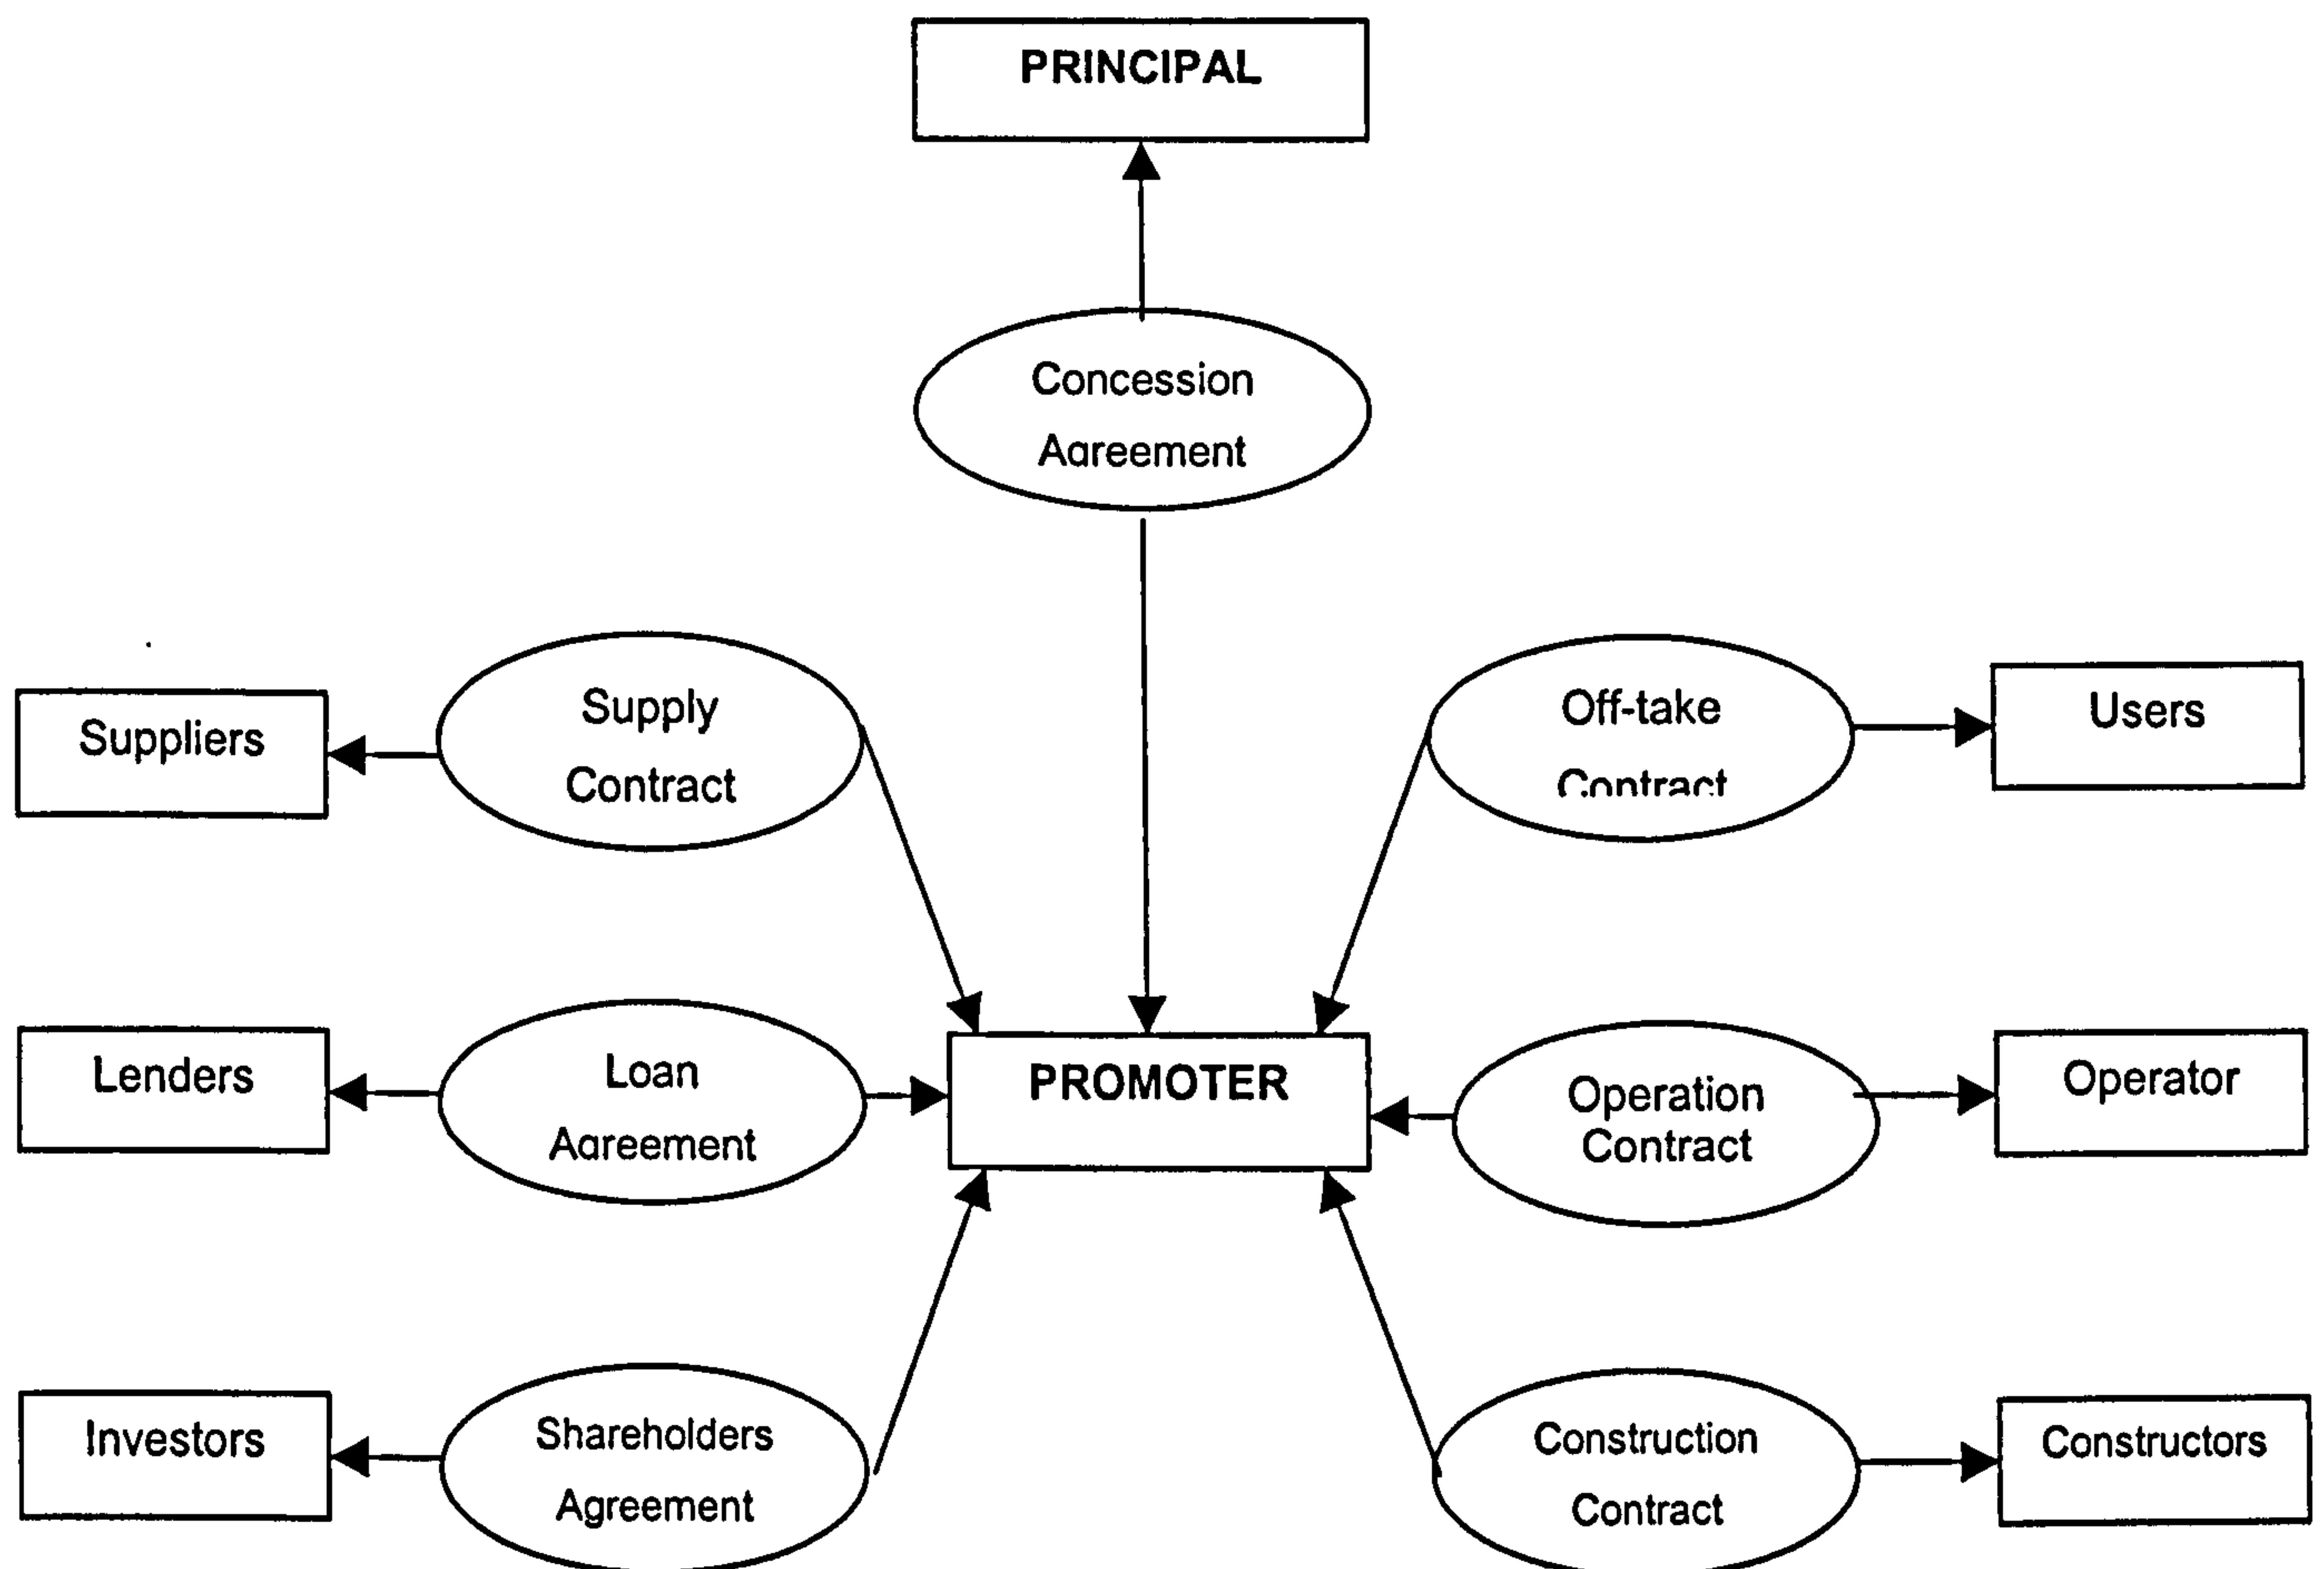 PRINCIPAL
Concession
Agreement
Supply
Contract
Suppliers
Off-take
Contract
Users
Lenders
Loan
Agreement
PROMOTER
Operation
Contract
Operator
Investors
Shareholders
Agreement
Construction
Contract
Constructors